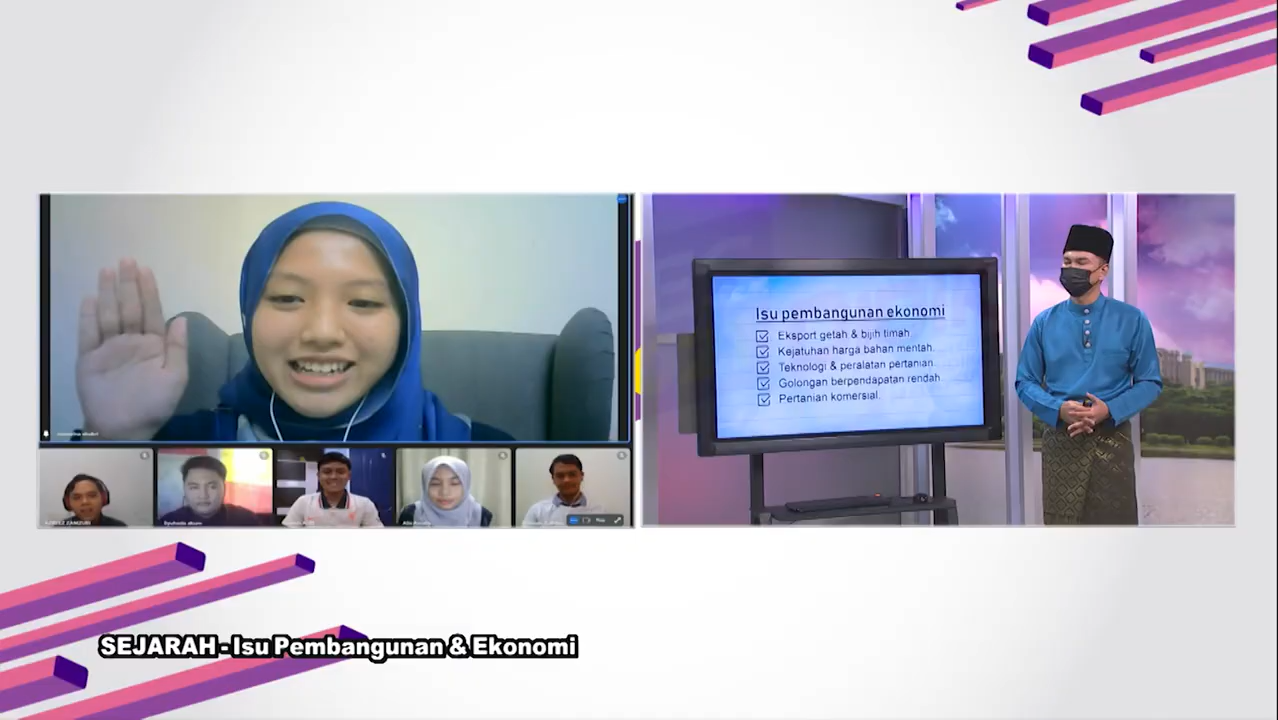 Isu pembangunan ekonomi
Eksport getah & bijih timah.
Kejatuhan harga bahan mentah.
Teknologi & peralatan pertanian.
Golongan berpendapatan rendah
Pertanian komersial.
SEJARAH - Isu Pembangunan & Ekonomi